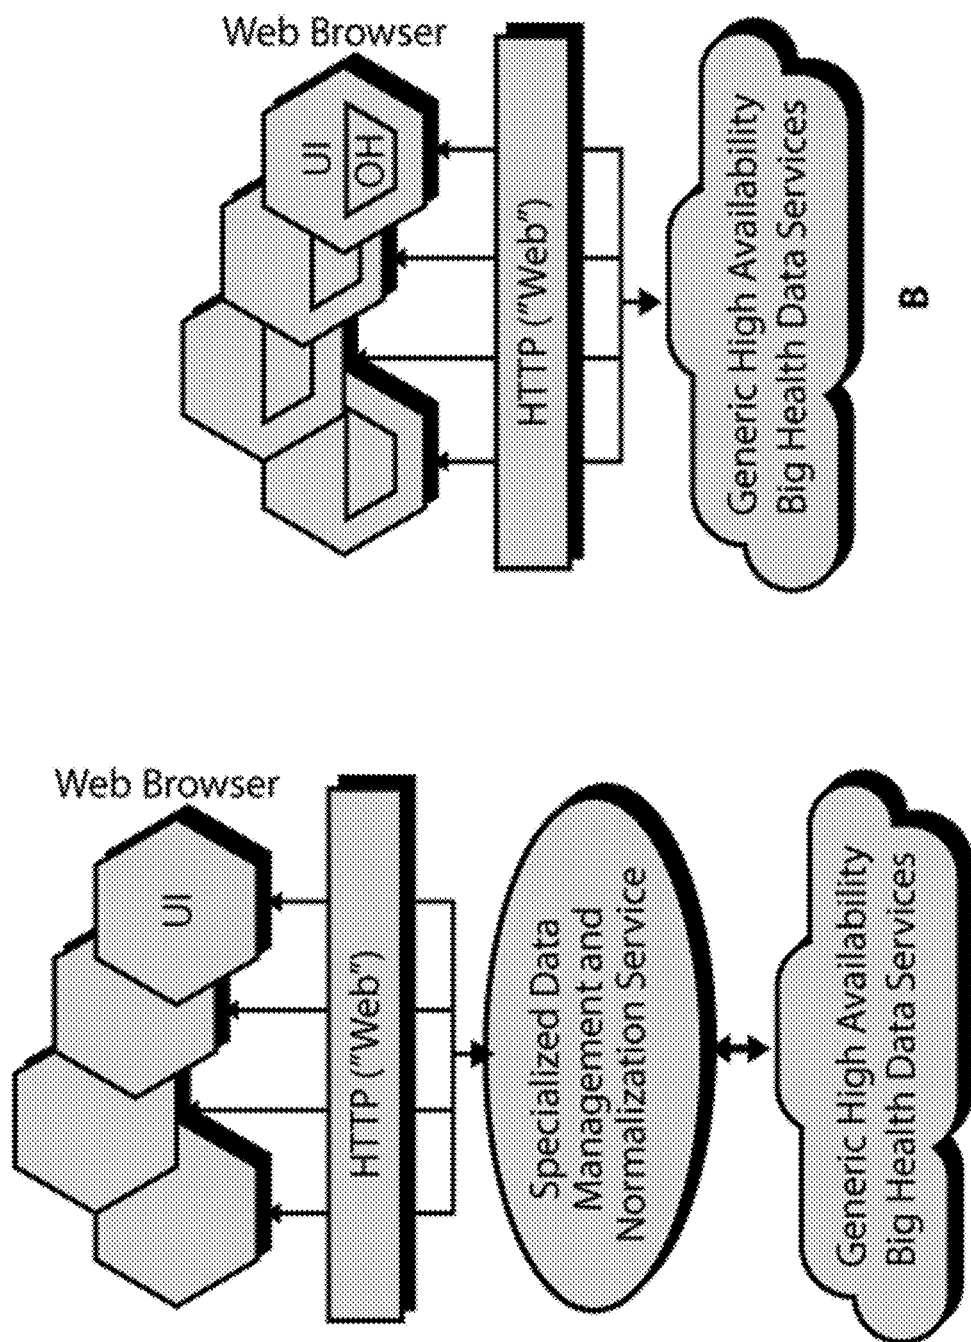 Web Browser
UI
HTTP ("Web")
Specialized Data
Management and
Normalization Service
Generic High Availability
Big Health Data Services
Web Browser
UI
OH
HTTP ("Web")
Generic High Availability
Big Health Data Services
B